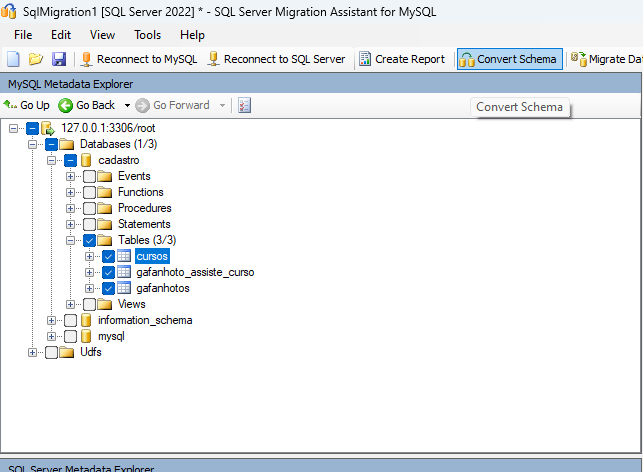 SqlMigration1 [SQL Server 2022] * - SQL Server Migration Assistant for MySQL
File Edit View Tools Help
Reconnect to MySQL Reconnect to SQL Server Create Report Convert Schema Migrate Dat
MySQL Metadata Explorer
Go Up Go Back Go Forward
Convert Schema
127.0.0.1:3306/root
Databases (1/3)
cadastro
Events
Functions
Procedures
Statements
Tables (3/3)
cursos
gafanhoto_assiste_curso
gafanhotos
Views
information_schema
mysql
Udfs
SQL Server Metadata Explorer